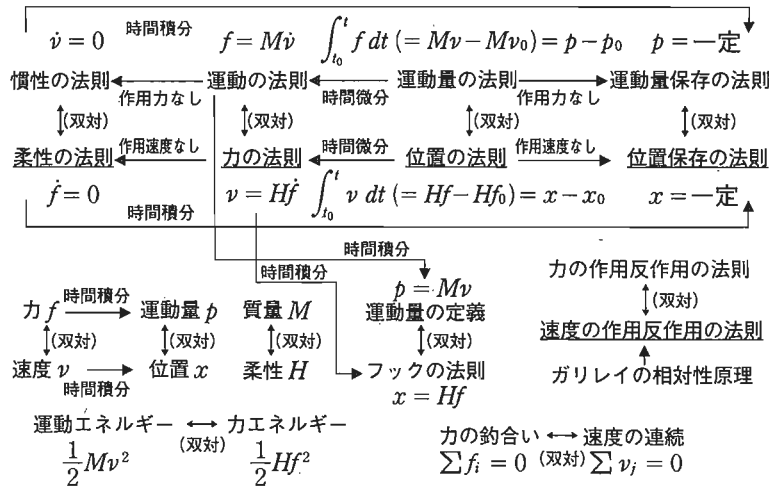 時間積分
ν̇ = 0 f = Mν̇ ∫_{t₀}^{t} f dt (= Mν − Mν₀) = p − p₀ p = 一定
慣性の法則 運動の法則 時間微分 運動量の法則 運動量保存の法則
作用力なし 作用力なし
(双対) (双対) (双対) (双対)
作用速度なし 時間微分 作用速度なし
柔性の法則 力の法則 位置の法則 位置保存の法則
ḟ = 0 ν = Hḟ ∫_{t₀}^{t} ν dt (= Hf − Hf₀) = x − x₀ x = 一定
時間積分
時間積分
時間積分
p = Mν
運動量の定義
(双対)
フックの法則
x = Hf
力 f 時間積分 運動量 p 質量 M
(双対) (双対) (双対)
速度 ν 時間積分 位置 x 柔性 H
力の作用反作用の法則
(双対)
速度の作用反作用の法則
ガリレイの相対性原理
運動エネルギー (双対) 力エネルギー
½Mν² ½Hf²
力の釣合い 速度の連続
∑ fᵢ = 0 (双対) ∑ νⱼ = 0